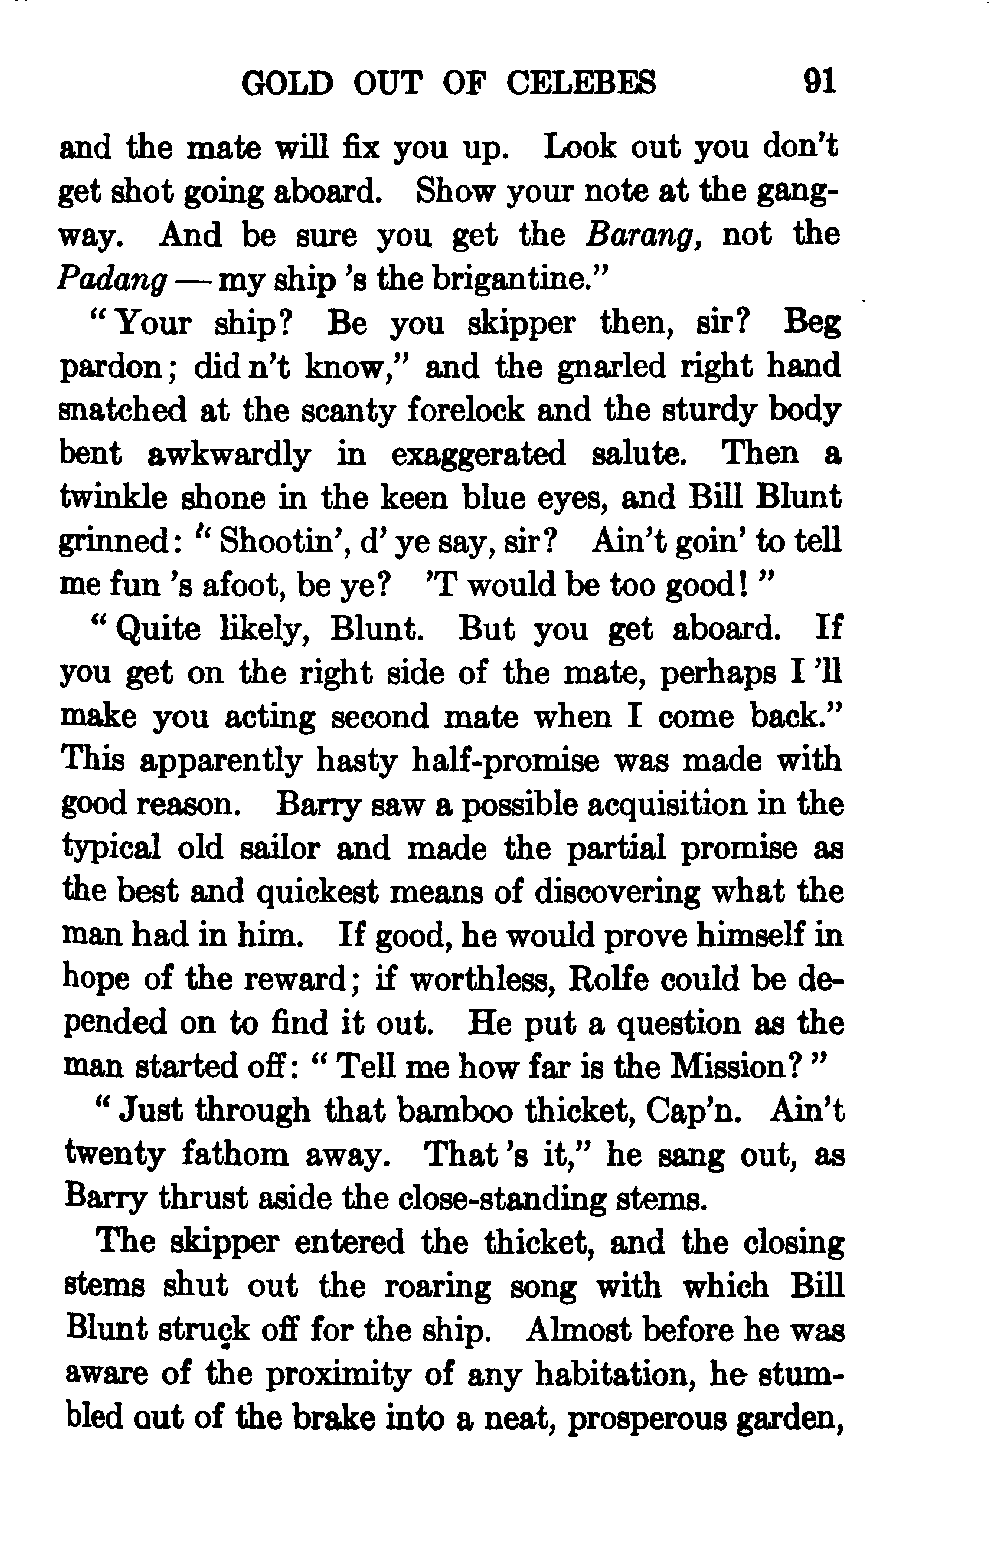 GOLD OUT OF CELEBES 91
and the mate will fix you up. Look out you don't
get shot going aboard. Show your note at the gang-
way. And be sure you get the Barang, not the
Padang — my ship 's the brigantine."
"Your ship? Be you skipper then, sir? Beg
pardon; did n't know," and the gnarled right hand
snatched at the scanty forelock and the sturdy body
bent awkwardly in exaggerated salute. Then a
twinkle shone in the keen blue eyes, and Bill Blunt
grinned: "Shootin', d' ye say, sir? Ain't goin' to tell
me fun 's afoot, be ye? 'T would be too good!"
"Quite likely, Blunt. But you get aboard. If
you get on the right side of the mate, perhaps I 'll
make you acting second mate when I come back."
This apparently hasty half-promise was made with
good reason. Barry saw a possible acquisition in the
typical old sailor and made the partial promise as
the best and quickest means of discovering what the
man had in him. If good, he would prove himself in
hope of the reward; if worthless, Rolfe could be de-
pended on to find it out. He put a question as the
man started off: "Tell me how far is the Mission?"
"Just through that bamboo thicket, Cap'n. Ain't
twenty fathom away. That 's it," he sang out, as
Barry thrust aside the close-standing stems.
The skipper entered the thicket, and the closing
stems shut out the roaring song with which Bill
Blunt struck off for the ship. Almost before he was
aware of the proximity of any habitation, he stum-
bled out of the brake into a neat, prosperous garden,